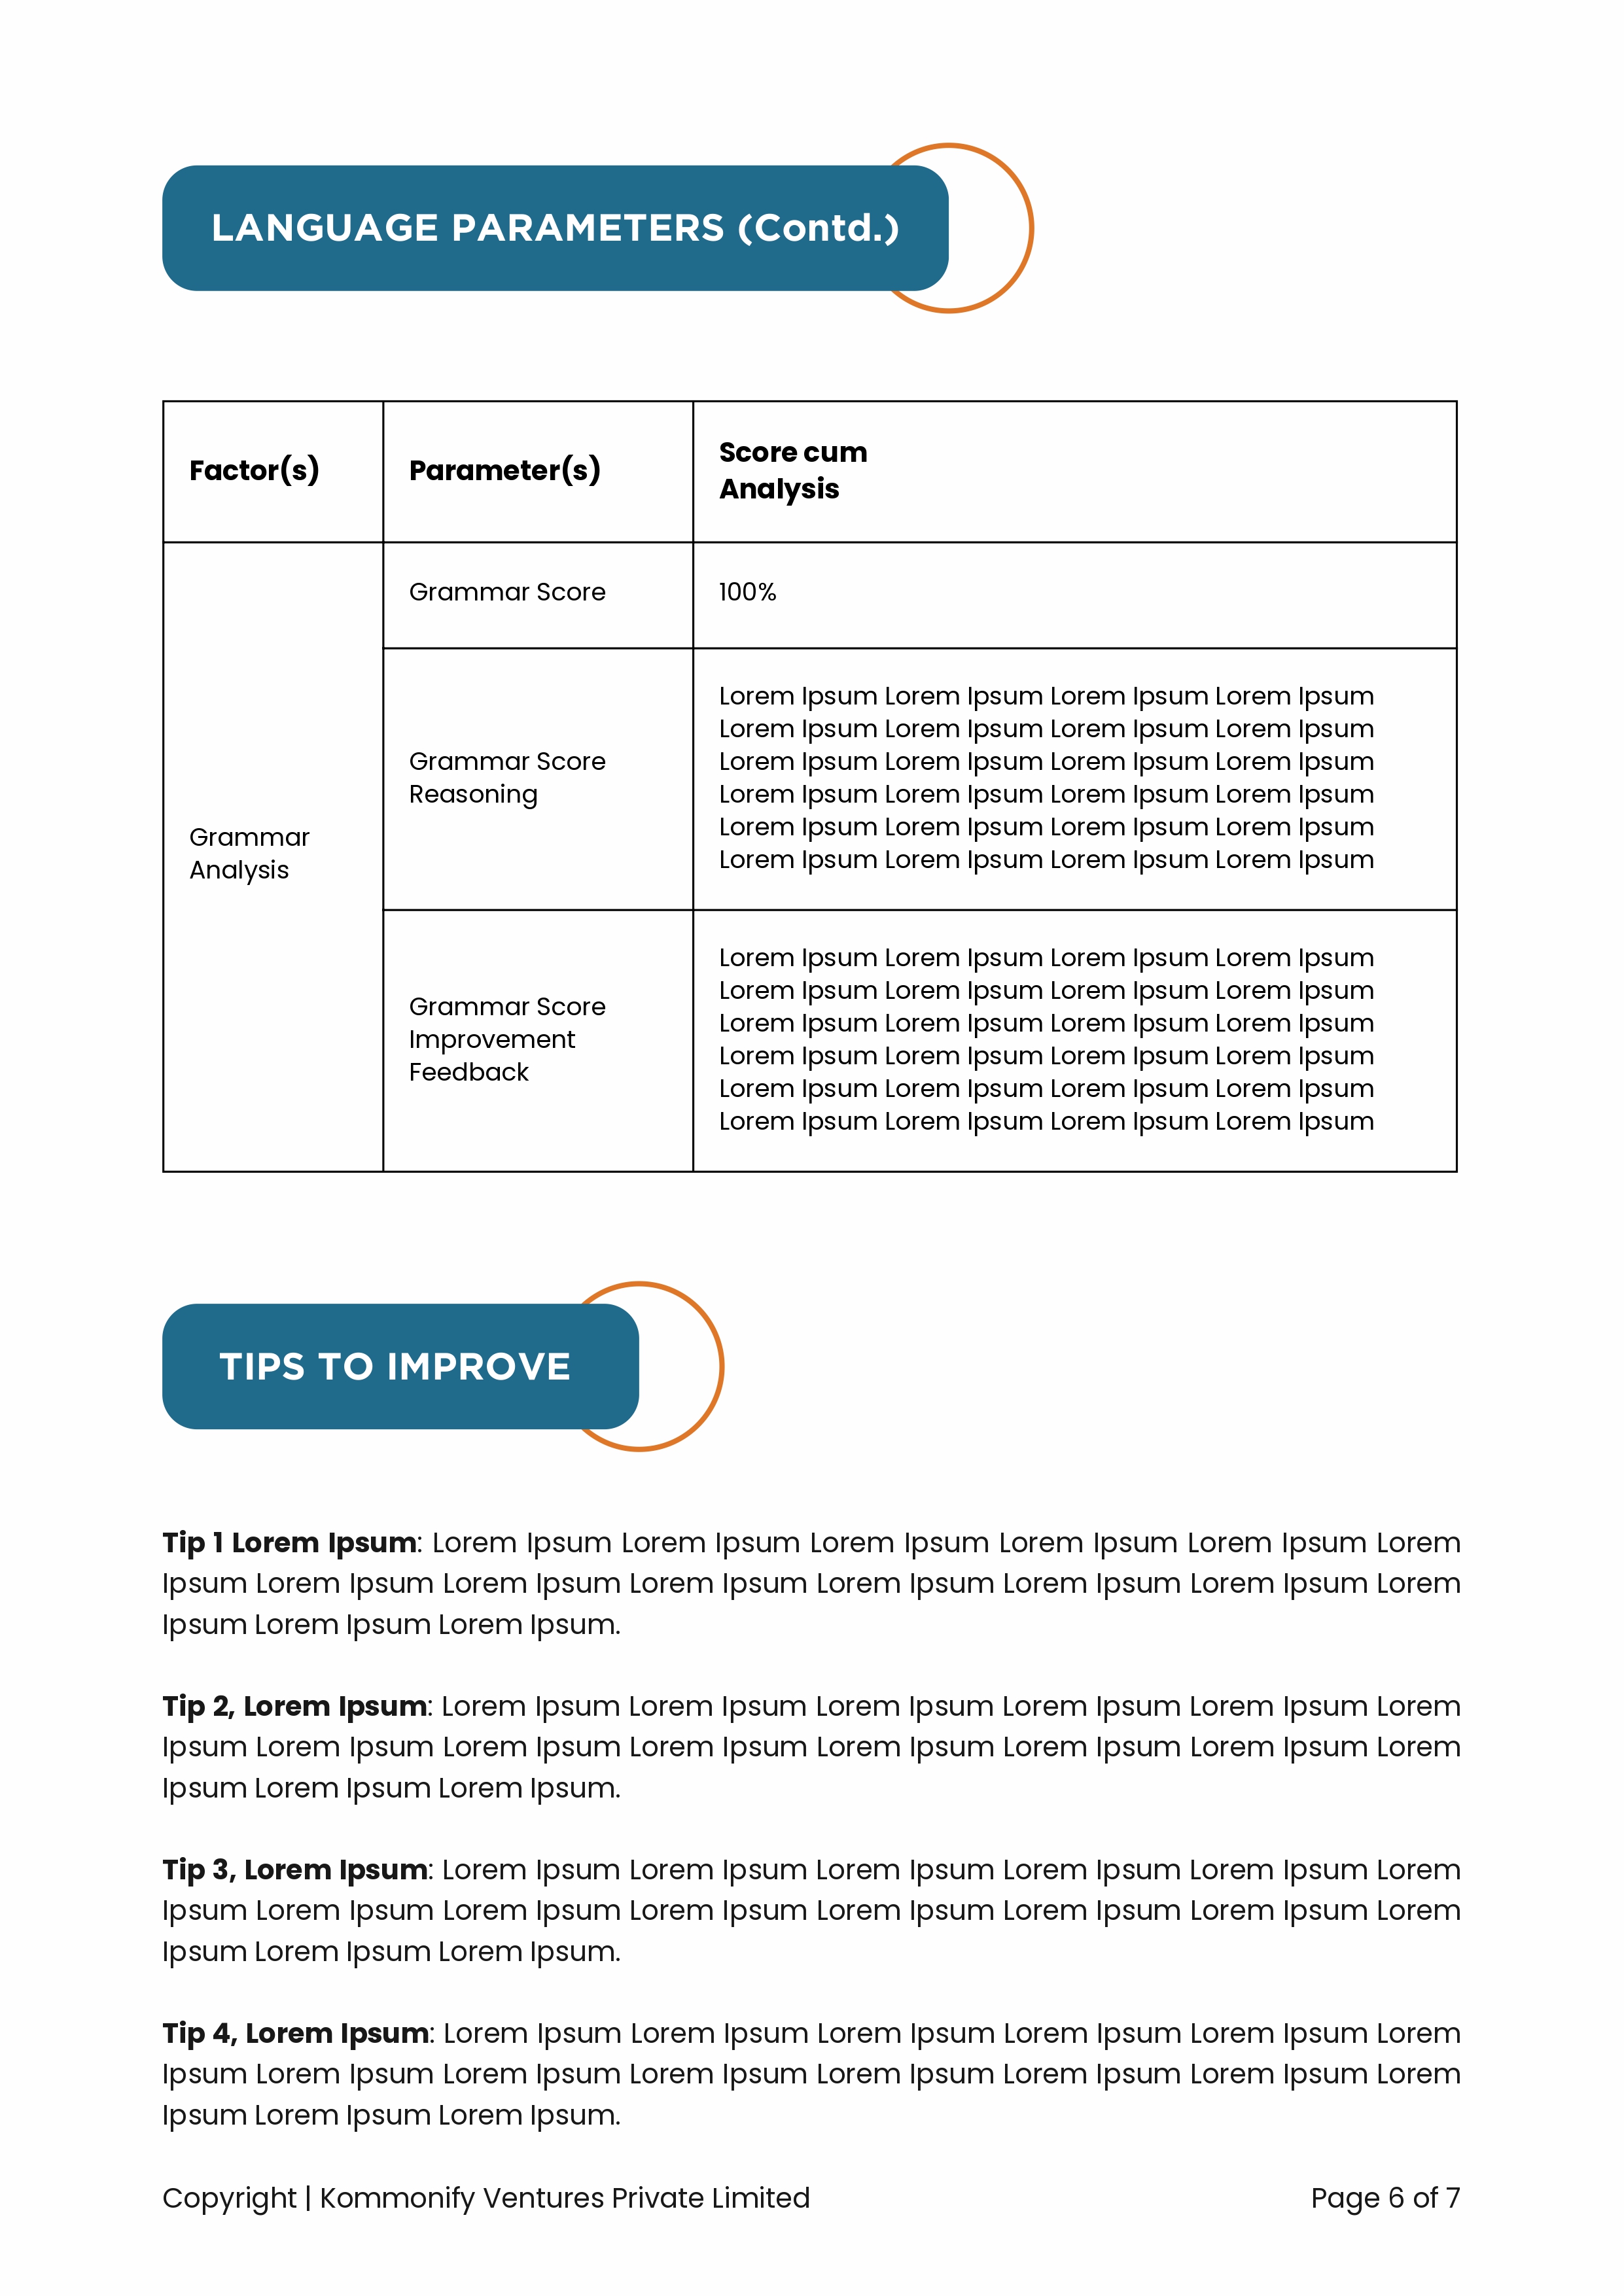 LANGUAGE PARAMETERS (Contd.)
Factor(s)
Parameter(s)
Score cum
Analysis
Grammar
Analysis
Grammar Score
100%
Grammar Score
Reasoning
Lorem Ipsum Lorem Ipsum Lorem Ipsum Lorem Ipsum
Lorem Ipsum Lorem Ipsum Lorem Ipsum Lorem Ipsum
Lorem Ipsum Lorem Ipsum Lorem Ipsum Lorem Ipsum
Lorem Ipsum Lorem Ipsum Lorem Ipsum Lorem Ipsum
Lorem Ipsum Lorem Ipsum Lorem Ipsum Lorem Ipsum
Lorem Ipsum Lorem Ipsum Lorem Ipsum Lorem Ipsum
Grammar Score
Improvement
Feedback
Lorem Ipsum Lorem Ipsum Lorem Ipsum Lorem Ipsum
Lorem Ipsum Lorem Ipsum Lorem Ipsum Lorem Ipsum
Lorem Ipsum Lorem Ipsum Lorem Ipsum Lorem Ipsum
Lorem Ipsum Lorem Ipsum Lorem Ipsum Lorem Ipsum
Lorem Ipsum Lorem Ipsum Lorem Ipsum Lorem Ipsum
Lorem Ipsum Lorem Ipsum Lorem Ipsum Lorem Ipsum
TIPS TO IMPROVE
Tip 1 Lorem Ipsum: Lorem Ipsum Lorem Ipsum Lorem Ipsum Lorem Ipsum Lorem Ipsum Lorem
Ipsum Lorem Ipsum Lorem Ipsum Lorem Ipsum Lorem Ipsum Lorem Ipsum Lorem Ipsum Lorem
Ipsum Lorem Ipsum Lorem Ipsum.
Tip 2, Lorem Ipsum: Lorem Ipsum Lorem Ipsum Lorem Ipsum Lorem Ipsum Lorem Ipsum Lorem
Ipsum Lorem Ipsum Lorem Ipsum Lorem Ipsum Lorem Ipsum Lorem Ipsum Lorem Ipsum Lorem
Ipsum Lorem Ipsum Lorem Ipsum.
Tip 3, Lorem Ipsum: Lorem Ipsum Lorem Ipsum Lorem Ipsum Lorem Ipsum Lorem Ipsum Lorem
Ipsum Lorem Ipsum Lorem Ipsum Lorem Ipsum Lorem Ipsum Lorem Ipsum Lorem Ipsum Lorem
Ipsum Lorem Ipsum Lorem Ipsum.
Tip 4, Lorem Ipsum: Lorem Ipsum Lorem Ipsum Lorem Ipsum Lorem Ipsum Lorem Ipsum Lorem
Ipsum Lorem Ipsum Lorem Ipsum Lorem Ipsum Lorem Ipsum Lorem Ipsum Lorem Ipsum Lorem
Ipsum Lorem Ipsum Lorem Ipsum.
Copyright | Kommonify Ventures Private Limited
Page 6 of 7